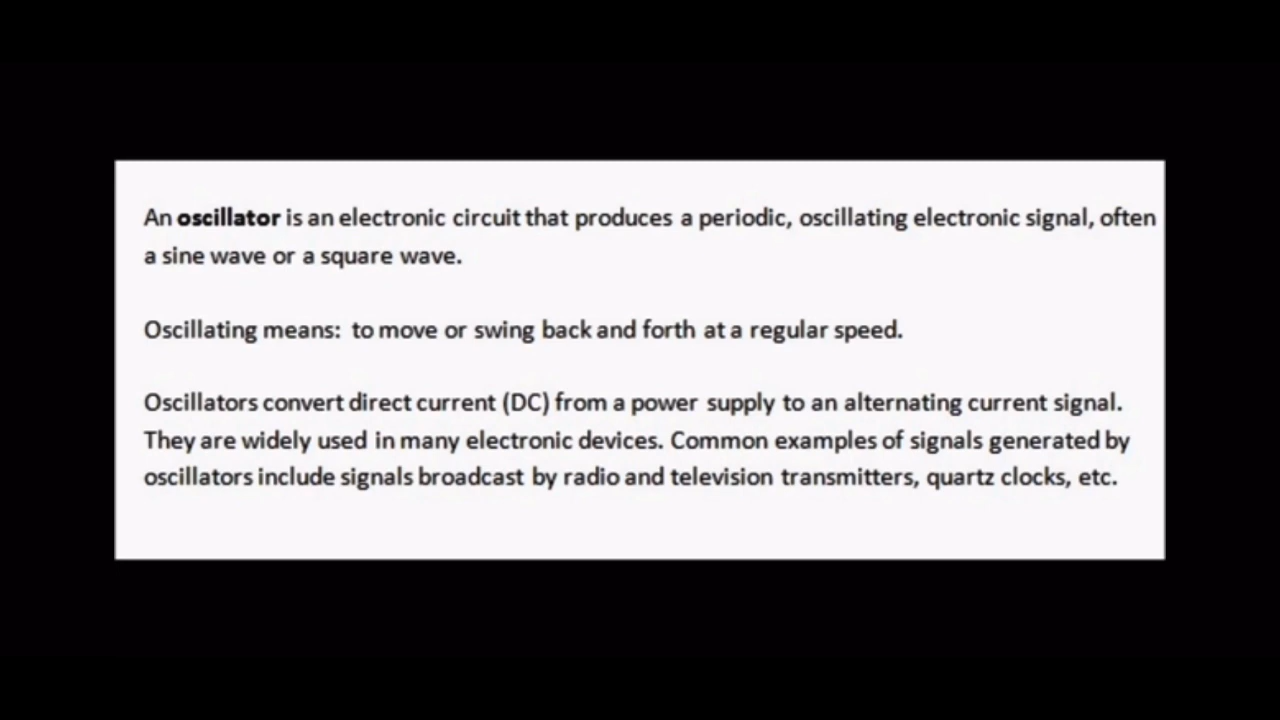 An oscillator is an electronic circuit that produces a periodic, oscillating electronic signal, often
a sine wave or a square wave.
Oscillating means:  to move or swing back and forth at a regular speed.
Oscillators convert direct current (DC) from a power supply to an alternating current signal.
They are widely used in many electronic devices. Common examples of signals generated by
oscillators include signals broadcast by radio and television transmitters, quartz clocks, etc.